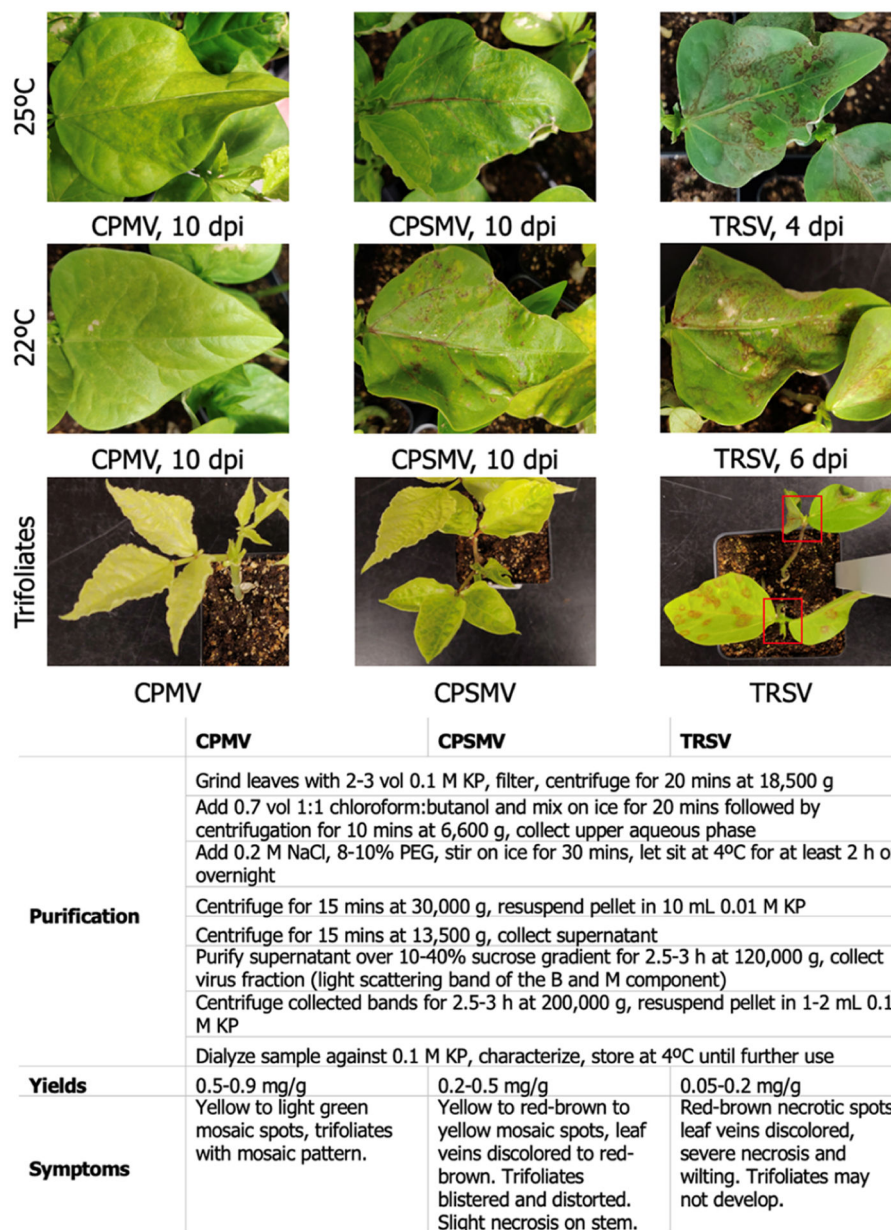 25ºC
CPMV, 10 dpi CPSMV, 10 dpi TRSV, 4 dpi
22ºC
CPMV, 10 dpi CPSMV, 10 dpi TRSV, 6 dpi
Trifoliates
CPMV CPSMV TRSV
CPMV CPSMV TRSV
Purification
Grind leaves with 2-3 vol 0.1 M KP, filter, centrifuge for 20 mins at 18,500 g
Add 0.7 vol 1:1 chloroform:butanol and mix on ice for 20 mins followed by
centrifugation for 10 mins at 6,600 g, collect upper aqueous phase
Add 0.2 M NaCl, 8-10% PEG, stir on ice for 30 mins, let sit at 4ºC for at least 2 h o
overnight
Centrifuge for 15 mins at 30,000 g, resuspend pellet in 10 mL 0.01 M KP
Centrifuge for 15 mins at 13,500 g, collect supernatant
Purify supernatant over 10-40% sucrose gradient for 2.5-3 h at 120,000 g, collect
virus fraction (light scattering band of the B and M component)
Centrifuge collected bands for 2.5-3 h at 200,000 g, resuspend pellet in 1-2 mL 0.1
M KP
Dialyze sample against 0.1 M KP, characterize, store at 4ºC until further use
Yields 0.5-0.9 mg/g 0.2-0.5 mg/g 0.05-0.2 mg/g
Symptoms
Yellow to light green
mosaic spots, trifoliates
with mosaic pattern.
Yellow to red-brown to
yellow mosaic spots, leaf
veins discolored to red-
brown. Trifoliates
blistered and distorted.
Slight necrosis on stem.
Red-brown necrotic spots
leaf veins discolored,
severe necrosis and
wilting. Trifoliates may
not develop.